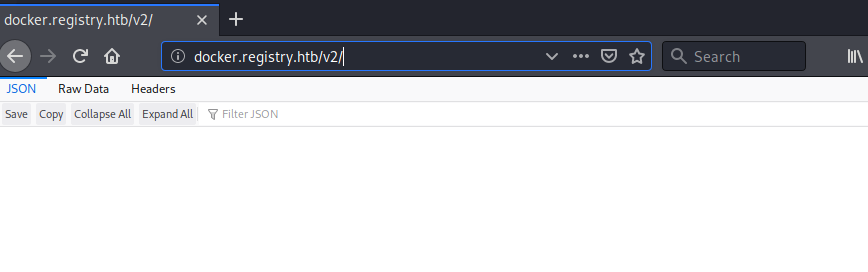 docker.registry.htb/v2/
docker.registry.htb/v2/ Search
JSON Raw Data Headers
Save Copy Collapse All Expand All Filter JSON